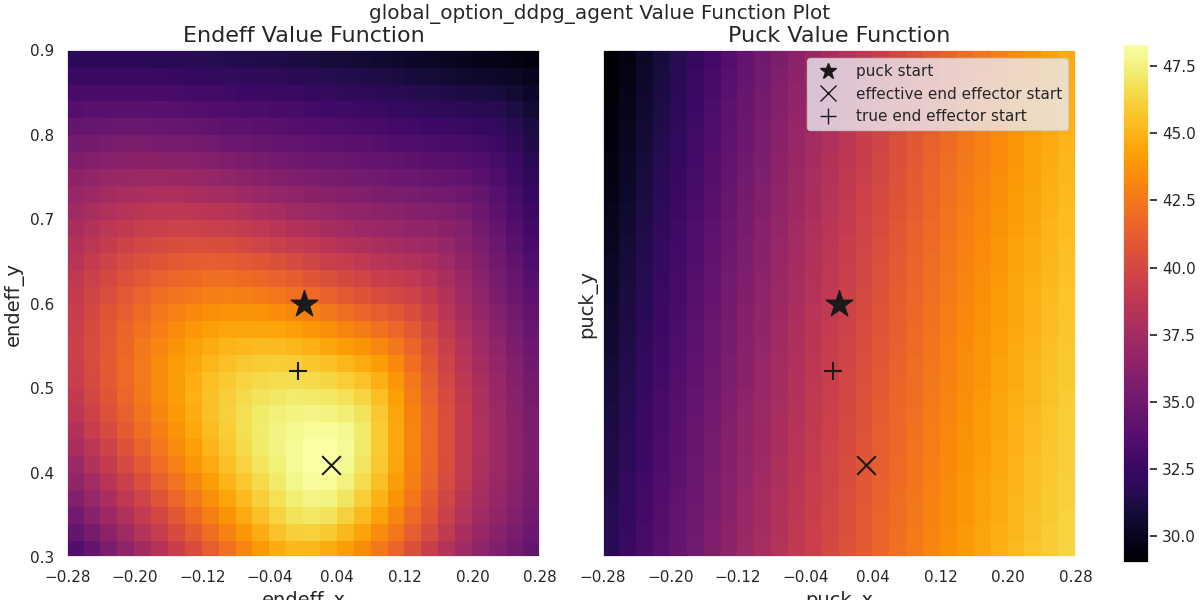 global_option_ddpg_agent Value Function Plot
Endeff Value Function
Puck Value Function
0.9
0.8
0.7
0.6
0.5
0.4
0.3
endeff_y
−0.28 −0.20 −0.12 −0.04 0.04 0.12 0.20 0.28
endeff_x
puck start
effective end effector start
true end effector start
puck_y
−0.28 −0.20 −0.12 −0.04 0.04 0.12 0.20 0.28
puck_x
47.5
45.0
42.5
40.0
37.5
35.0
32.5
30.0